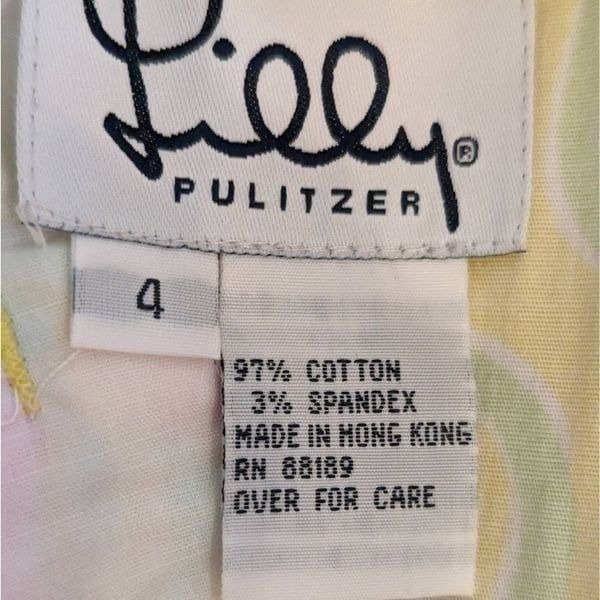 Lilly®
PULITZER
4
97% COTTON
3% SPANDEX
MADE IN HONG KONG
RN 88189
OVER FOR CARE